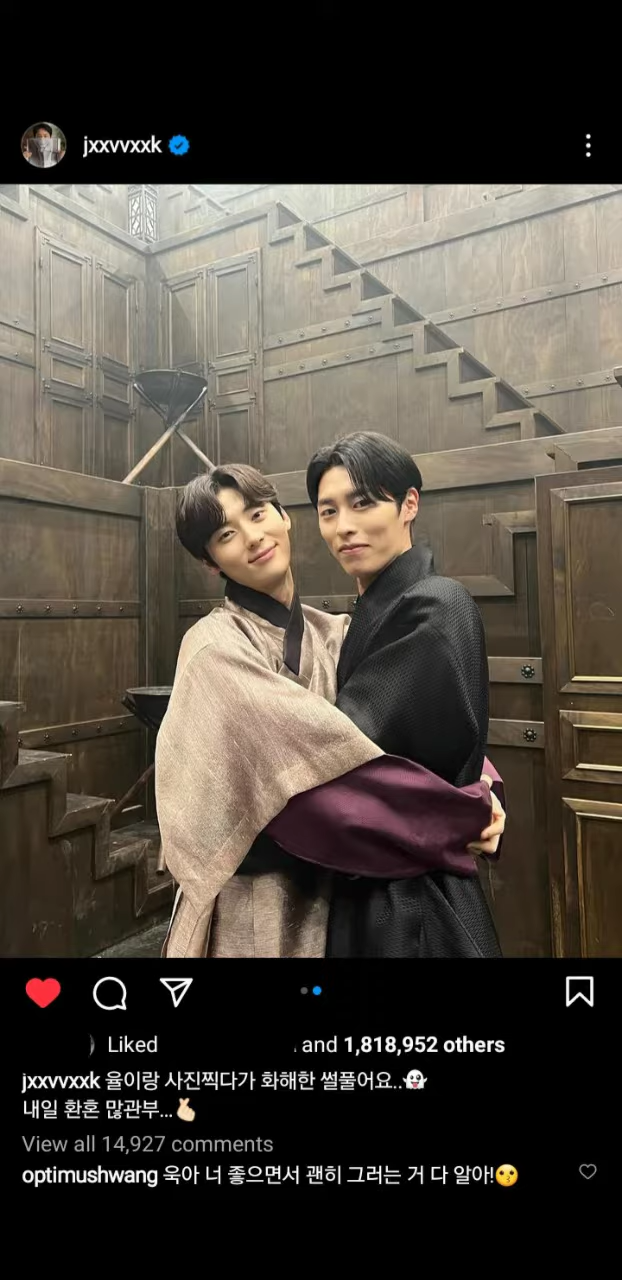 jxxvvxxk
Liked and 1,818,952 others
jxxvvxxk 율이랑 사진찍다가 화해한 썰풀어요..👻
내일 환혼 많관부...🫰🏻
View all 14,927 comments
optimushwang 욱아 너 좋으면서 괜히 그러는 거 다 알아!😗